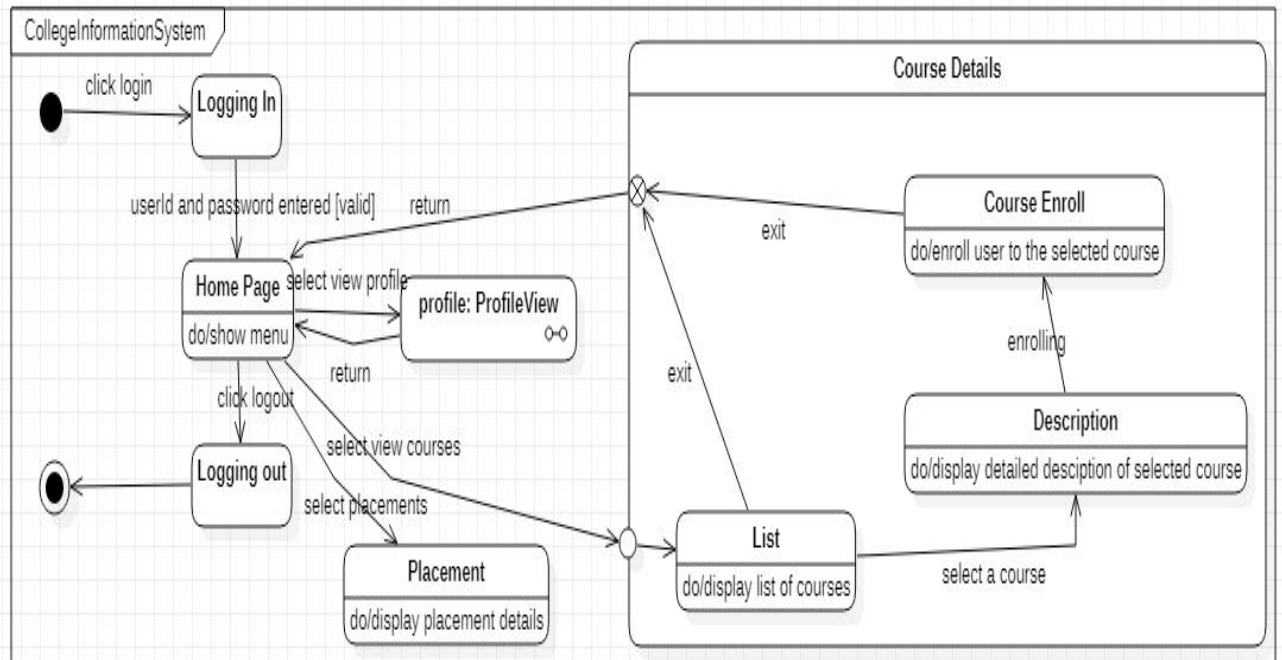 CollegeInformationSystem
click login
Logging In
userId and password entered [valid]
return
Home Page
do/show menu
select view profile
profile: ProfileView
return
click logout
Logging out
select view courses
select placements
Placement
do/display placement details
Course Details
Course Enroll
do/enroll user to the selected course
exit
exit
enrolling
Description
do/display detailed desciption of selected course
List
do/display list of courses
select a course